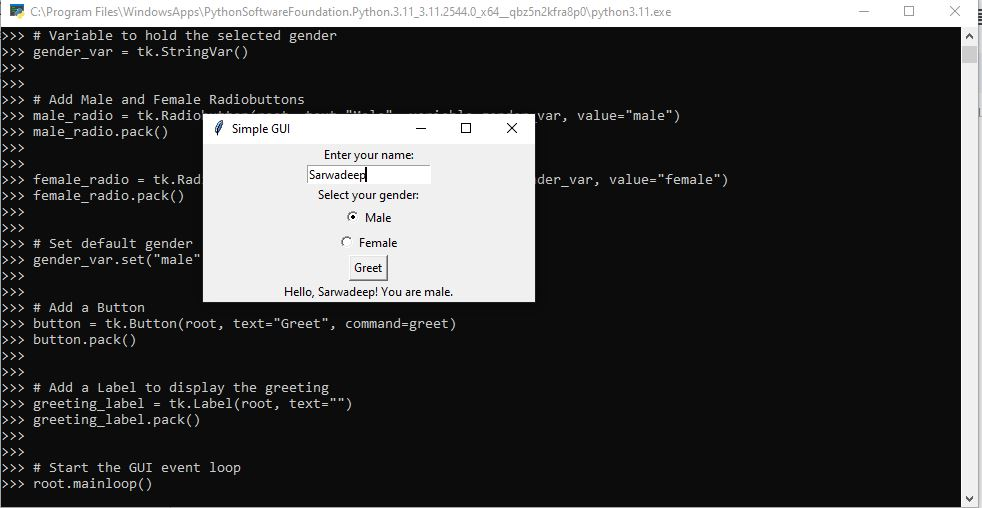 C:\Program Files\WindowsApps\PythonSoftwareFoundation.Python.3.11_3.11.2544.0_x64__qbz5n2kfra8p0\python3.11.exe
>>> # Variable to hold the selected gender
>>> gender_var = tk.StringVar()
>>>
>>>
>>> # Add Male and Female Radiobuttons
>>> male_radio = tk.Radio _var, value="male")
>>> male_radio.pack()
>>>
>>>
>>> female_radio = tk.Rad der_var, value="female")
>>> female_radio.pack()
>>>
>>>
>>> # Set default gender
>>> gender_var.set("male"
>>>
>>>
>>> # Add a Button
>>> button = tk.Button(root, text="Greet", command=greet)
>>> button.pack()
>>>
>>>
>>> # Add a Label to display the greeting
>>> greeting_label = tk.Label(root, text="")
>>> greeting_label.pack()
>>>
>>>
>>> # Start the GUI event loop
>>> root.mainloop()
Simple GUI
Enter your name:
Sarwadeep
Select your gender:
Male
Female
Greet
Hello, Sarwadeep! You are male.